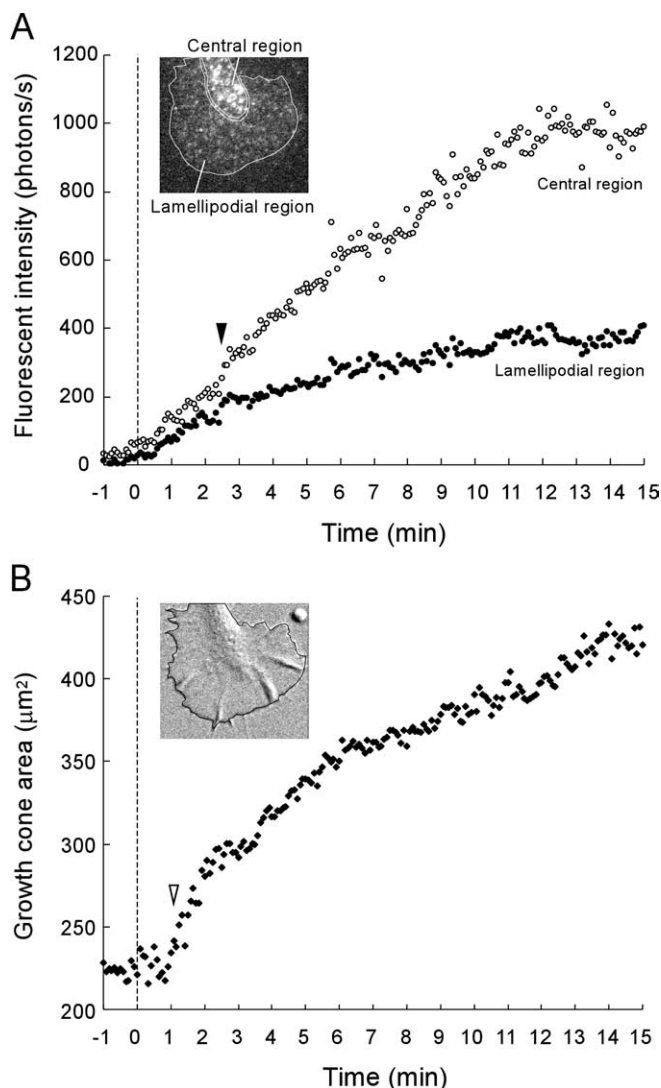 A
1200
1000
800
600
400
200
0
Fluorescent intensity (photons/s)
Central region
Lamellipodial region
Central region
Lamellipodial region
-1 0 1 2 3 4 5 6 7 8 9 10 11 12 13 14 15
Time (min)
B
450
400
350
300
250
200
Growth cone area (μm²)
-1 0 1 2 3 4 5 6 7 8 9 10 11 12 13 14 15
Time (min)